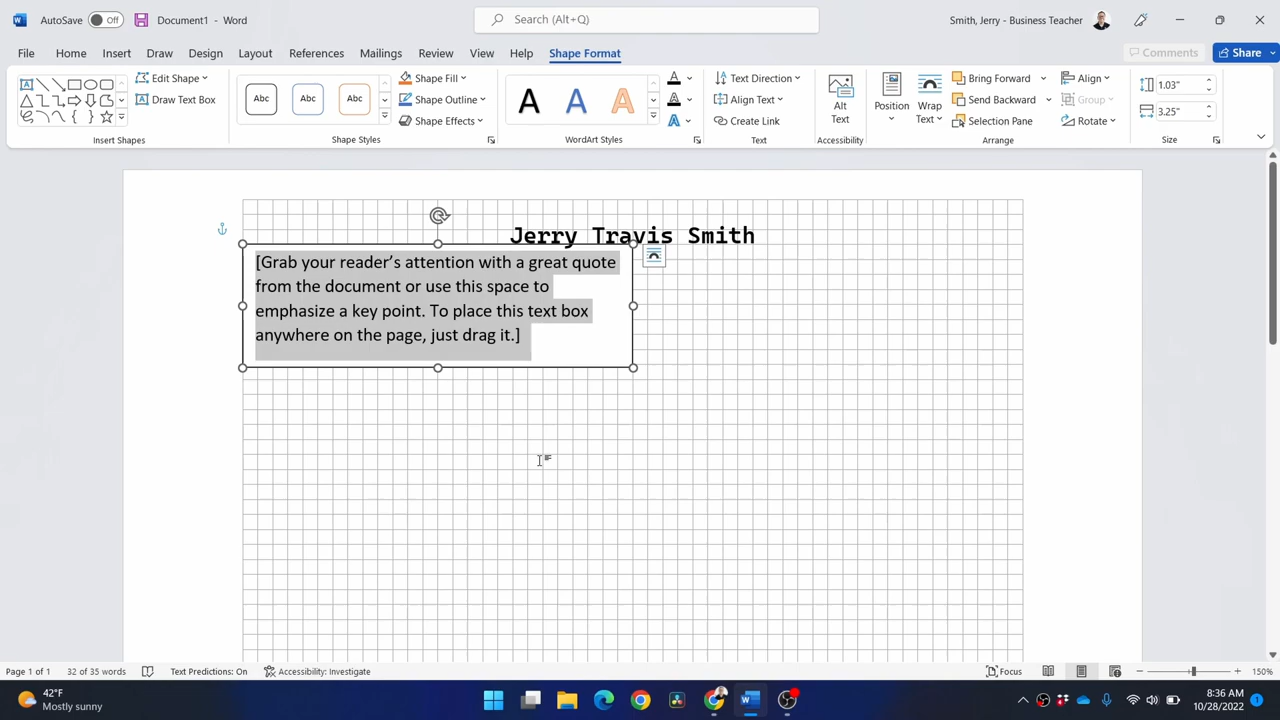 AutoSave Off Document1 - Word Search (Alt+Q) Smith, Jerry - Business Teacher
File Home Insert Draw Design Layout References Mailings Review View Help Shape Format Comments Share
Edit Shape
Draw Text Box
Insert Shapes
Abc Abc Abc
Shape Fill
Shape Outline
Shape Effects
Shape Styles
A A A
A
A
A
WordArt Styles
Text Direction
Align Text
Create Link
Text
Alt
Text
Accessibility
Position
Wrap
Text
Bring Forward
Send Backward
Selection Pane
Align
Group
Rotate
Arrange
1.03"
3.25"
Size
Jerry Travis Smith
[Grab your reader’s attention with a great quote
from the document or use this space to
emphasize a key point. To place this text box
anywhere on the page, just drag it.]
Page 1 of 1 32 of 35 words Text Predictions: On Accessibility: Investigate Focus 150%
42°F
Mostly sunny
8:36 AM
10/28/2022
1